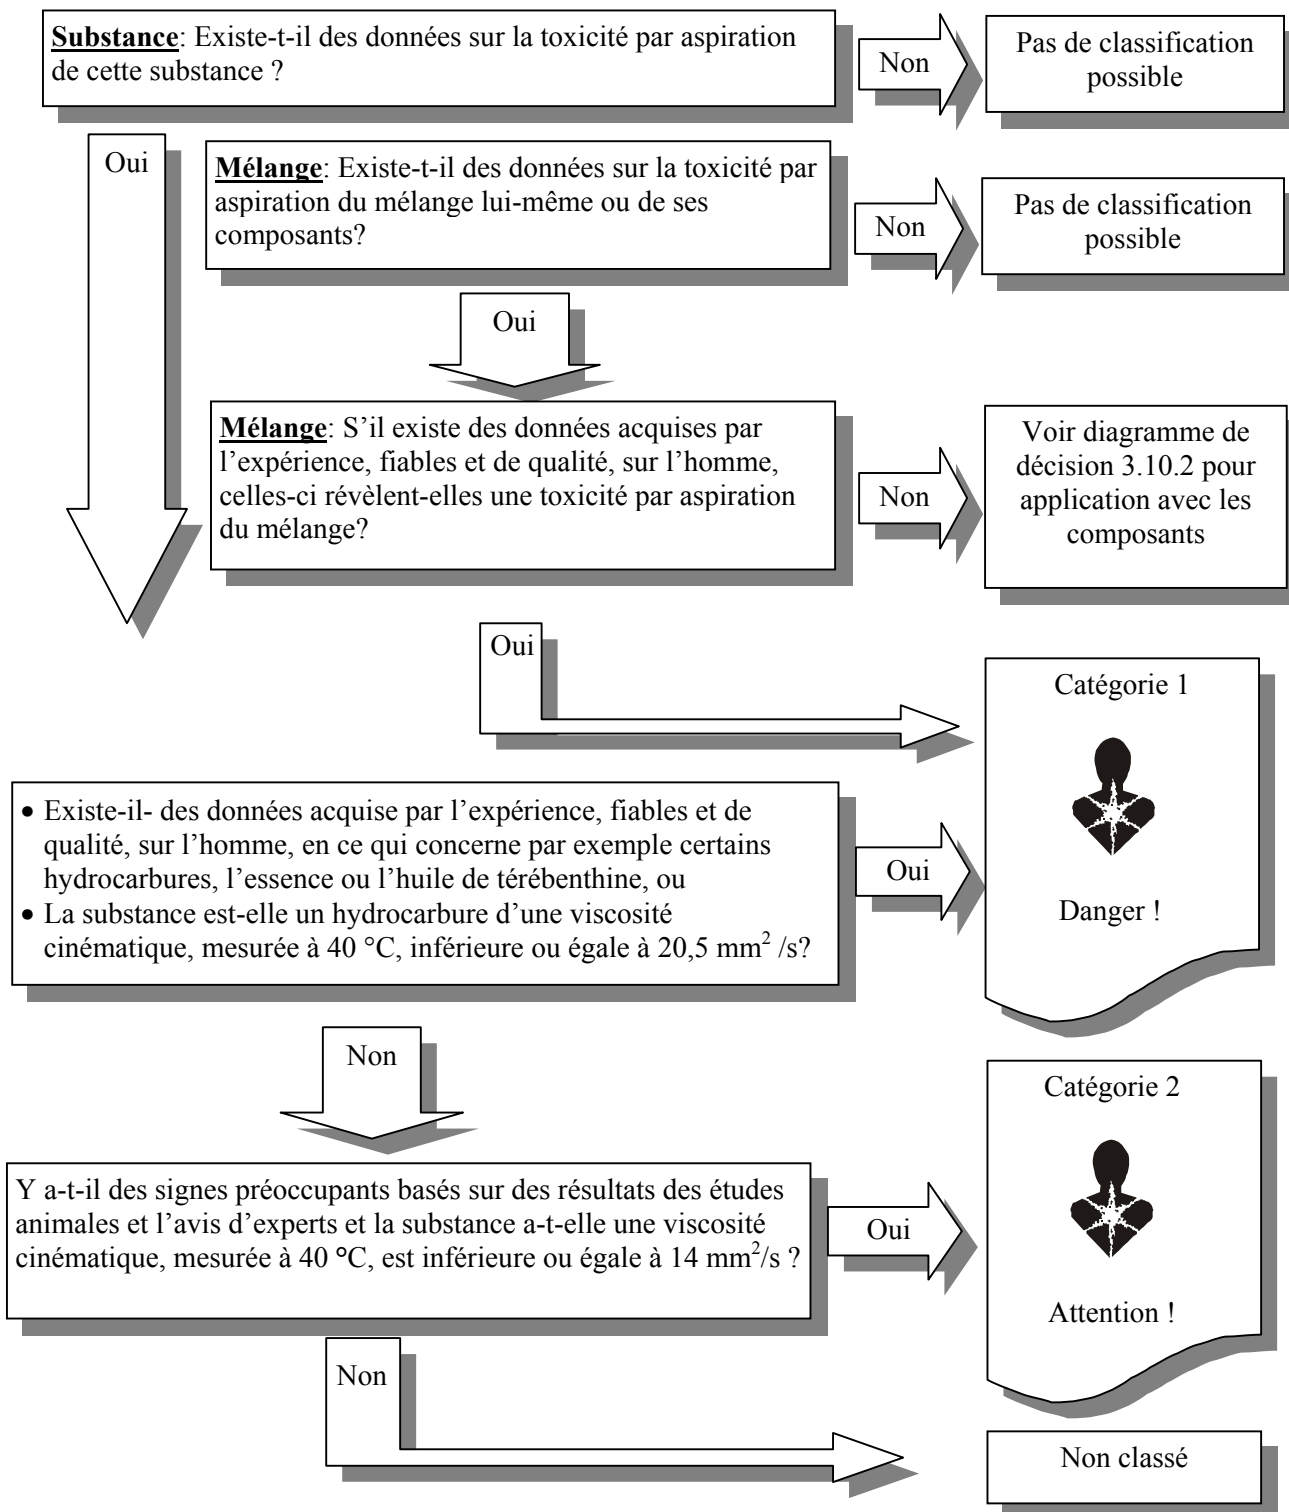 Substance: Existe-t-il des données sur la toxicité par aspiration
de cette substance ?
Non
Pas de classification
possible
Oui
Mélange: Existe-t-il des données sur la toxicité par
aspiration du mélange lui-même ou de ses
composants?
Non
Pas de classification
possible
Oui
Mélange: S’il existe des données acquises par
l’expérience, fiables et de qualité, sur l’homme,
celles-ci révèlent-elles une toxicité par aspiration
du mélange?
Non
Voir diagramme de
décision 3.10.2 pour
application avec les
composants
Oui
Catégorie 1
Danger !
• Existe-il- des données acquise par l’expérience, fiables et de
qualité, sur l’homme, en ce qui concerne par exemple certains
hydrocarbures, l’essence ou l’huile de térébenthine, ou
• La substance est-elle un hydrocarbure d’une viscosité
cinématique, mesurée à 40 °C, inférieure ou égale à 20,5 mm² /s?
Oui
Non
Catégorie 2
Attention !
Y a-t-il des signes préoccupants basés sur des résultats des études
animales et l’avis d’experts et la substance a-t-elle une viscosité
cinématique, mesurée à 40 °C, est inférieure ou égale à 14 mm²/s ?
Oui
Non
Non classé